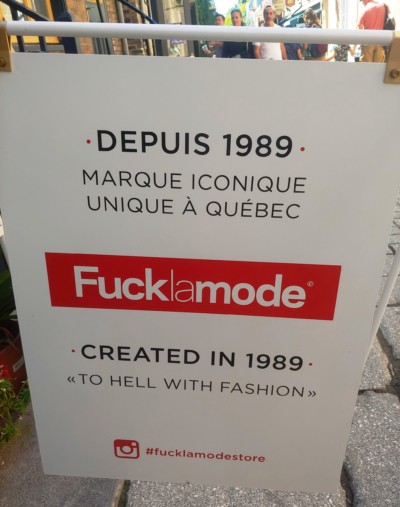 ·DEPUIS 1989·
MARQUE ICONIQUE
UNIQUE À QUÉBEC
Fucklamode©
·CREATED IN 1989·
«TO HELL WITH FASHION»
#fucklamodestore